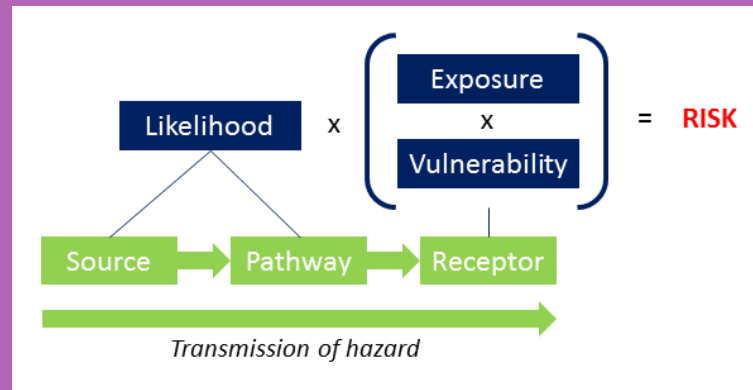 Exposure
Likelihood x x = RISK
Vulnerability
Source Pathway Receptor
Transmission of hazard